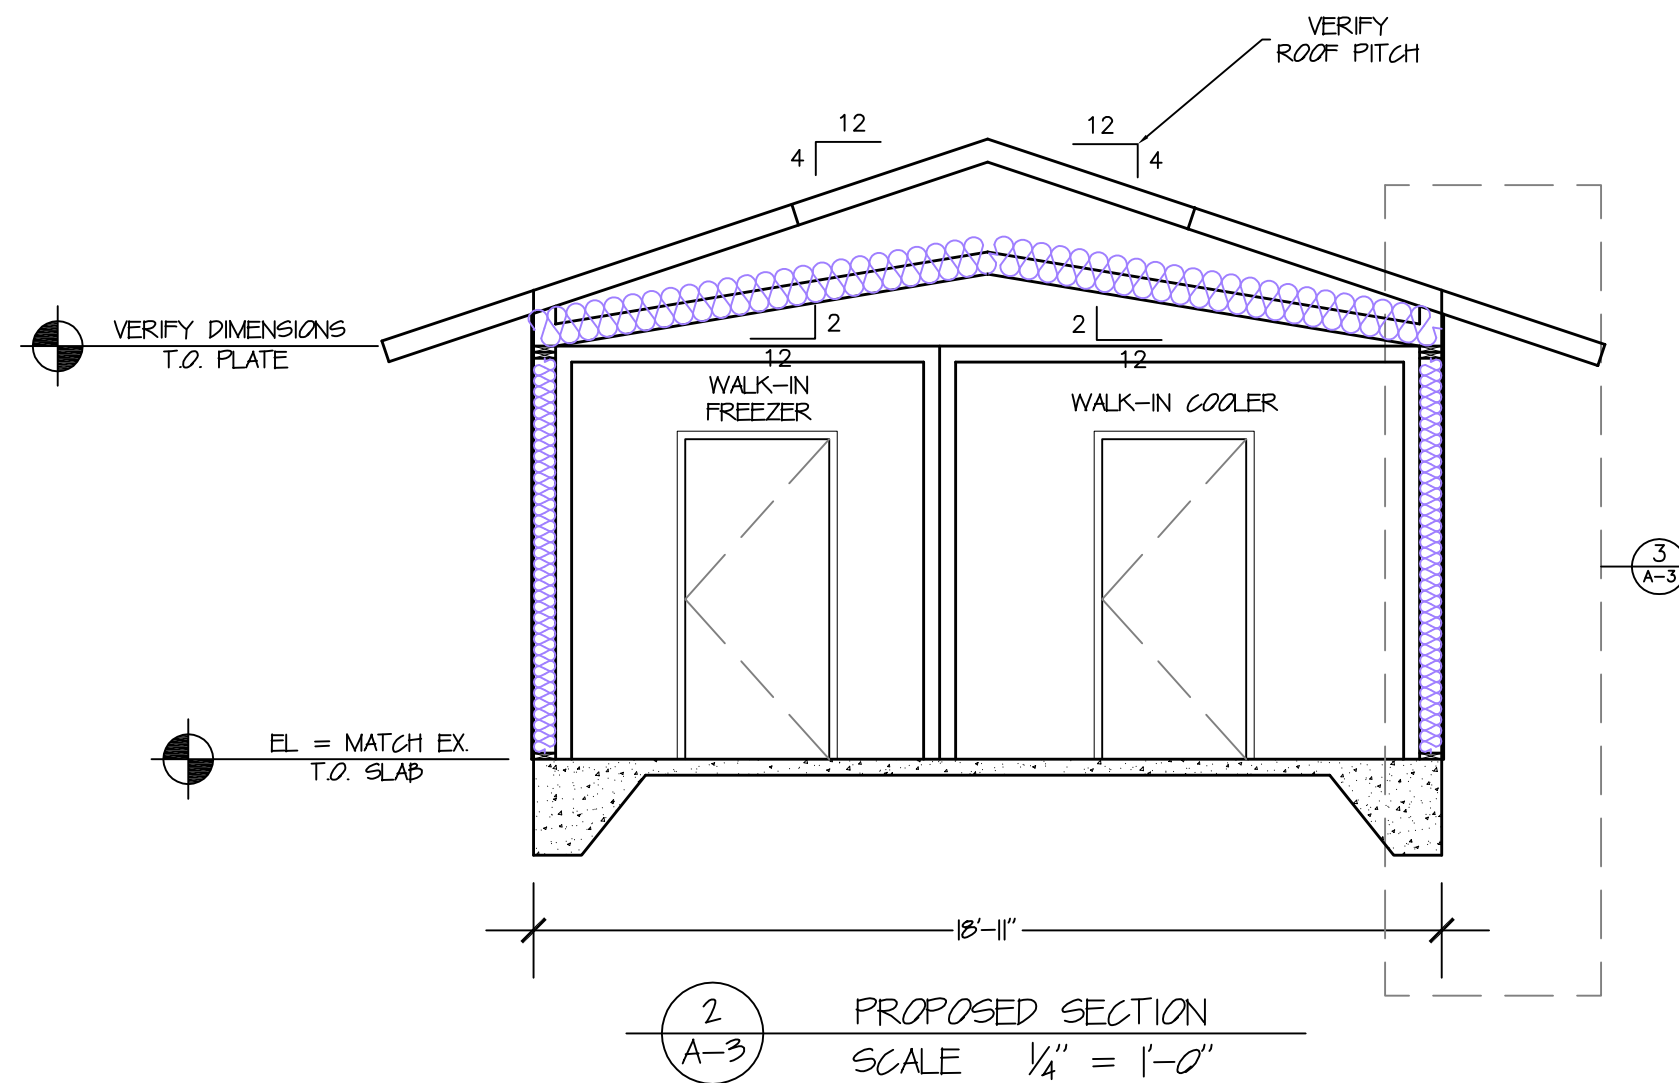 VERIFY
ROOF PITCH
12
4
12
4
VERIFY DIMENSIONS
T.O. PLATE
2
12
2
12
WALK-IN
FREEZER
WALK-IN COOLER
3
A-3
EL = MATCH EX.
T.O. SLAB
18'-11"
2
A-3
PROPOSED SECTION
SCALE 1/4" = 1'-0"